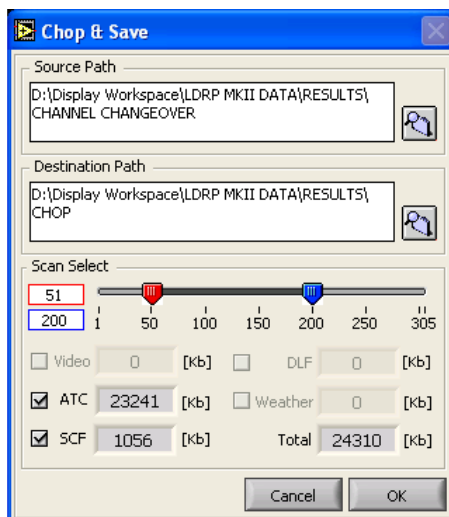 Chop & Save
Source Path
D:\Display Workspace\LDRP MKII DATA\RESULTS\
CHANNEL CHANGEOVER
Destination Path
D:\Display Workspace\LDRP MKII DATA\RESULTS\
CHOP
Scan Select
51
200
1 50 100 150 200 250 305
Video 0 [Kb] DLF 0 [Kb]
ATC 23241 [Kb] Weather 0 [Kb]
SCF 1056 [Kb] Total 24310 [Kb]
Cancel OK